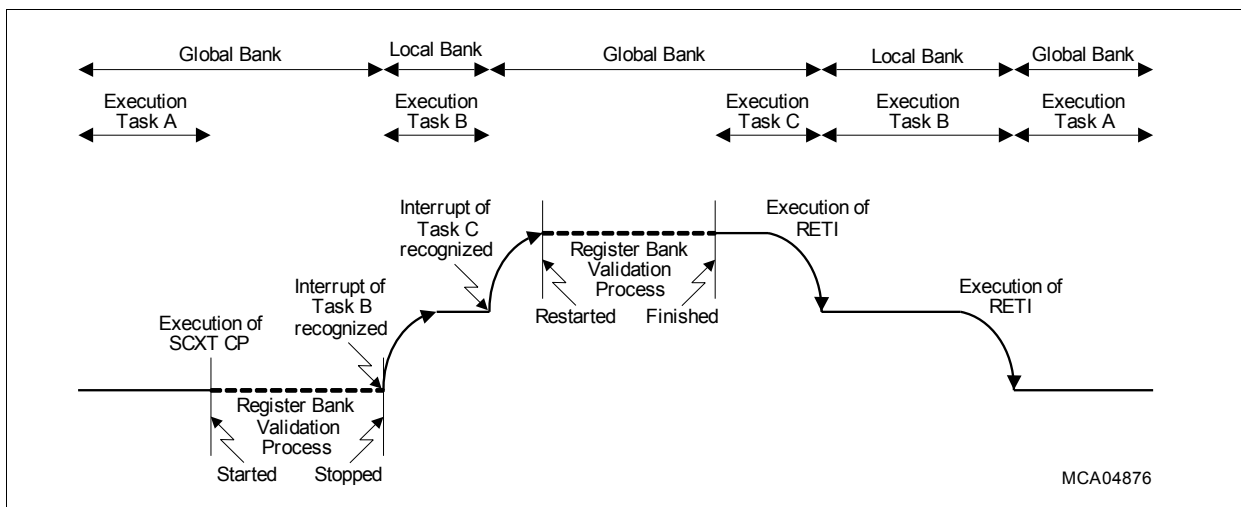 Global Bank
Local Bank
Global Bank
Local Bank
Global Bank
Execution
Task A
Execution
Task B
Execution
Task C
Execution
Task B
Execution
Task A
Interrupt of
Task C
recognized
Execution of
RETI
Register Bank
Validation
Process
Restarted
Finished
Interrupt of
Task B
recognized
Execution of
RETI
Execution of
SCXT CP
Register Bank
Validation
Process
Started
Stopped
MCA04876